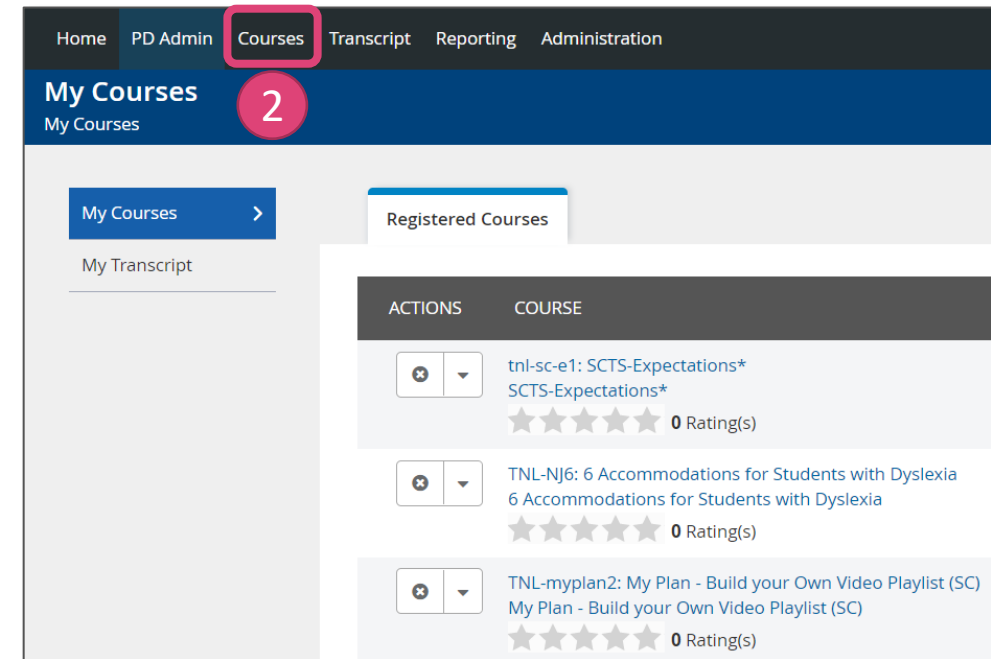 Home PD Admin Courses Transcript Reporting Administration
My Courses
My Courses
2
My Courses
My Transcript
Registered Courses
ACTIONS COURSE
tnl-sc-e1: SCTS-Expectations*
SCTS-Expectations*
0 Rating(s)
TNL-NJ6: 6 Accommodations for Students with Dyslexia
6 Accommodations for Students with Dyslexia
0 Rating(s)
TNL-myplan2: My Plan - Build your Own Video Playlist (SC)
My Plan - Build your Own Video Playlist (SC)
0 Rating(s)